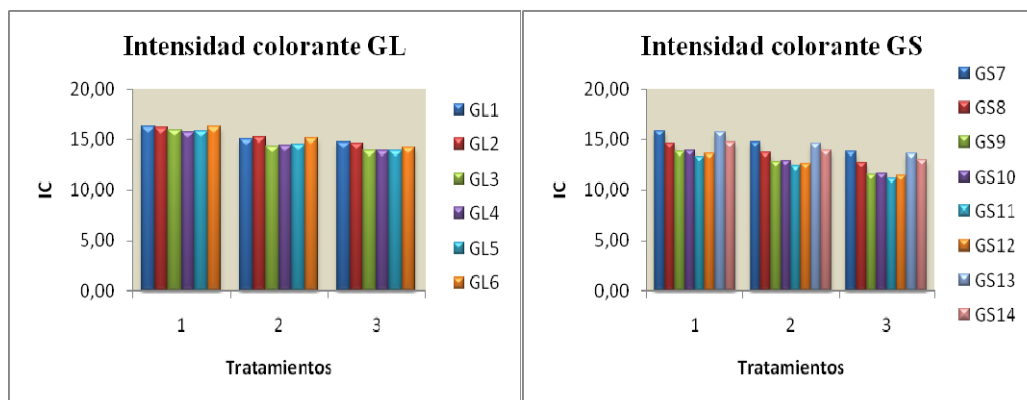 Intensidad colorante GL
20,00
15,00
10,00
5,00
0,00
IC
1 2 3
Tratamientos
GL1
GL2
GL3
GL4
GL5
GL6
Intensidad colorante GS
20,00
15,00
10,00
5,00
0,00
IC
1 2 3
Tratamientos
GS7
GS8
GS9
GS10
GS11
GS12
GS13
GS14